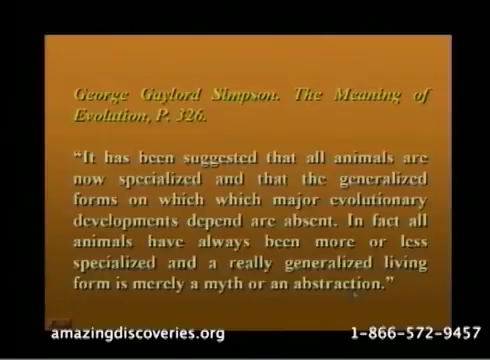 George Gaylord Simpson. The Meaning of
Evolution, P. 326.
“It has been suggested that all animals are
now specialized and that the generalized
forms on which which major evolutionary
developments depend are absent. In fact all
animals have always been more or less
specialized and a really generalized living
form is merely a myth or an abstraction.”
amazingdiscoveries.org 1-866-572-9457